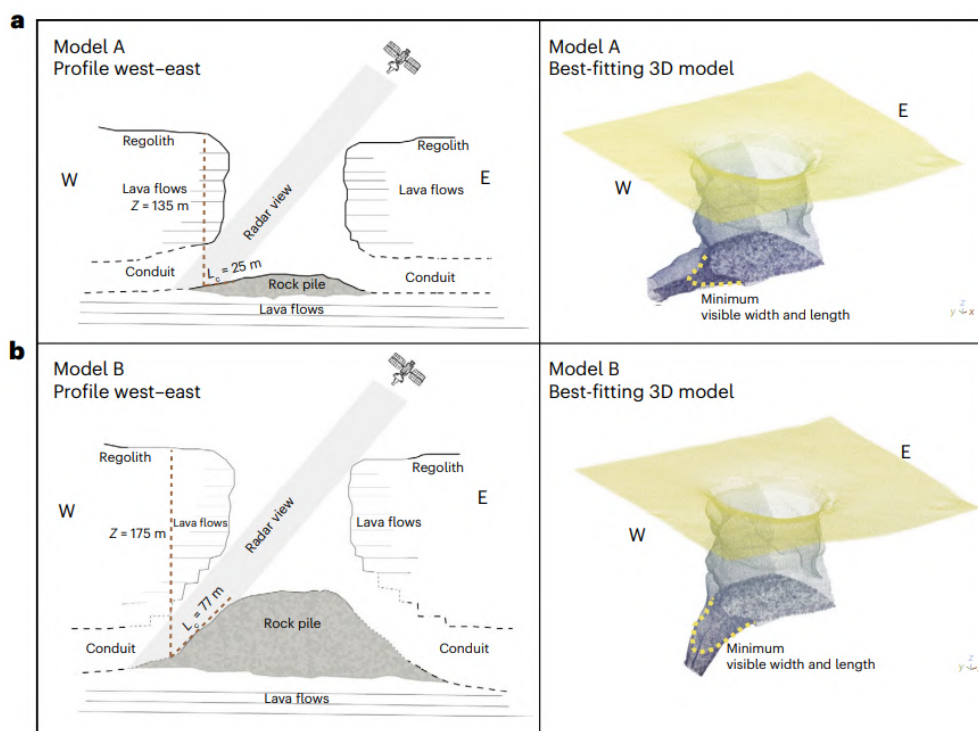 a
Model A
Profile west–east
Regolith
Regolith
W
Lava flows
Z = 135 m
E
Lava flows
Radar view
Conduit
L_c = 25 m
Conduit
Rock pile
Lava flows
Model A
Best-fitting 3D model
E
W
Minimum
visible width and length
z
y x
b
Model B
Profile west–east
Regolith
Regolith
W
E
Lava flows
Lava flows
Z = 175 m
Radar view
L_c = 77 m
Rock pile
Conduit
Conduit
Lava flows
Model B
Best-fitting 3D model
E
W
Minimum
visible width and length
z
y x